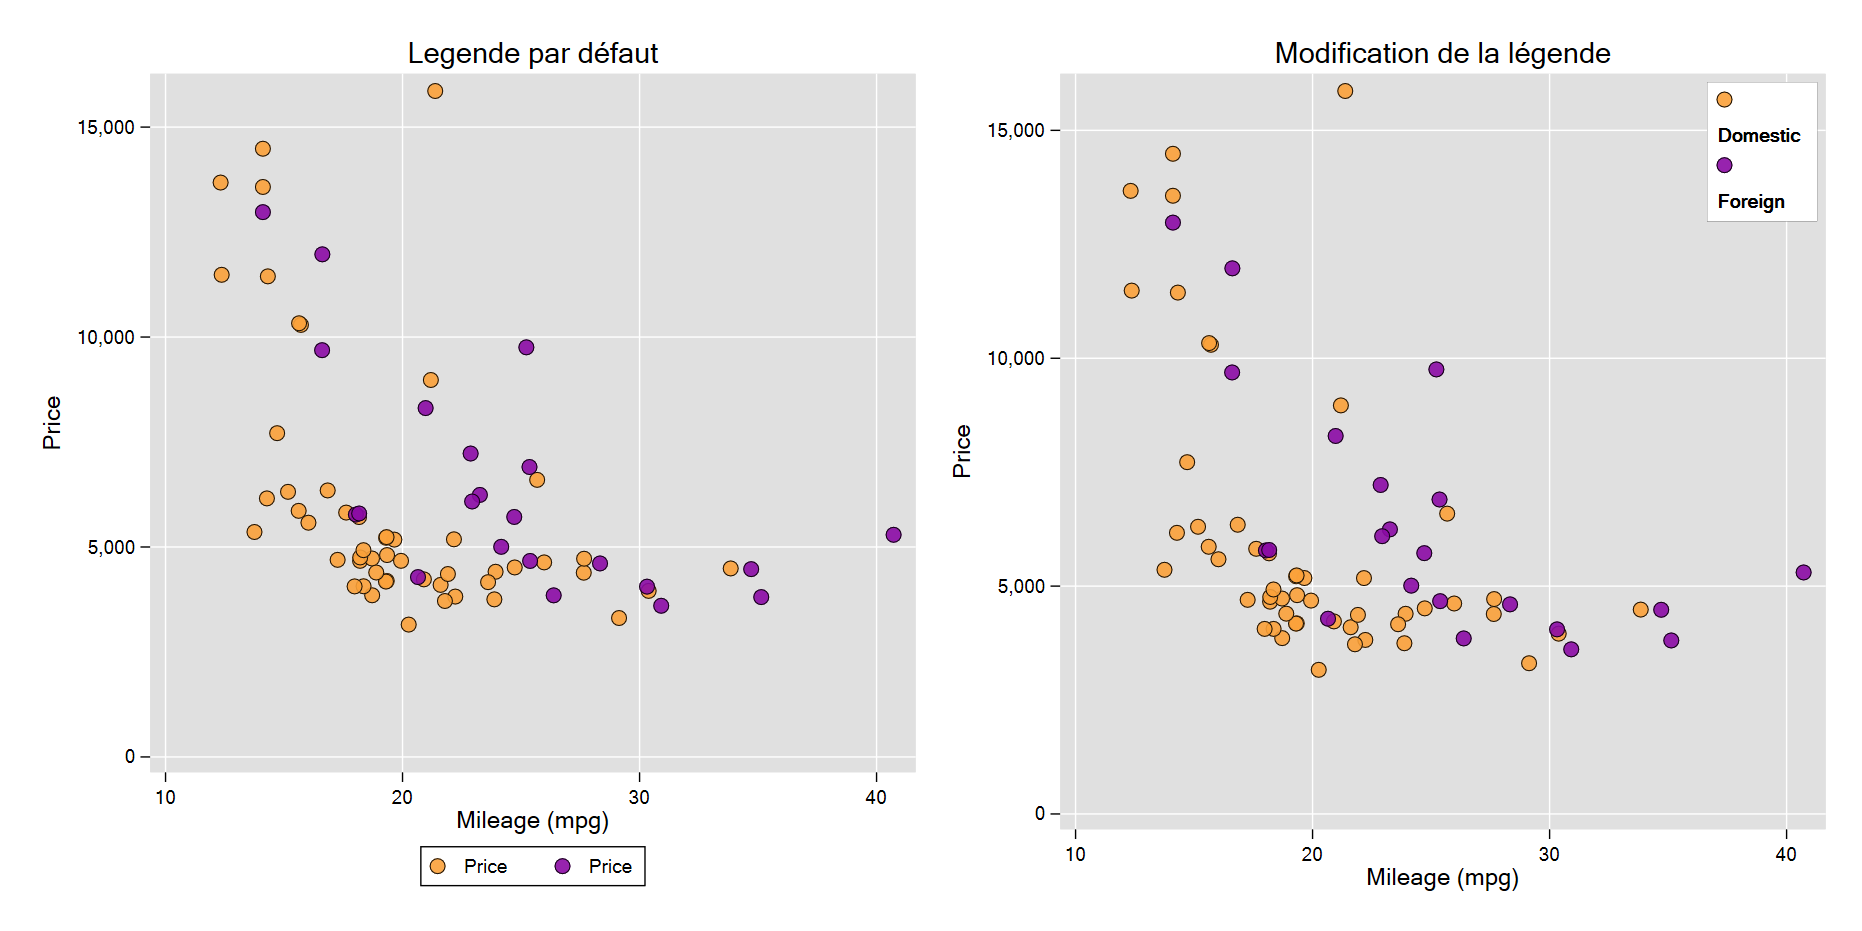 Legende par défaut
15,000
10,000
5,000
0
Price
10 20 30 40
Mileage (mpg)
Price Price
Modification de la légende
15,000
10,000
5,000
0
Price
Domestic
Foreign
10 20 30 40
Mileage (mpg)